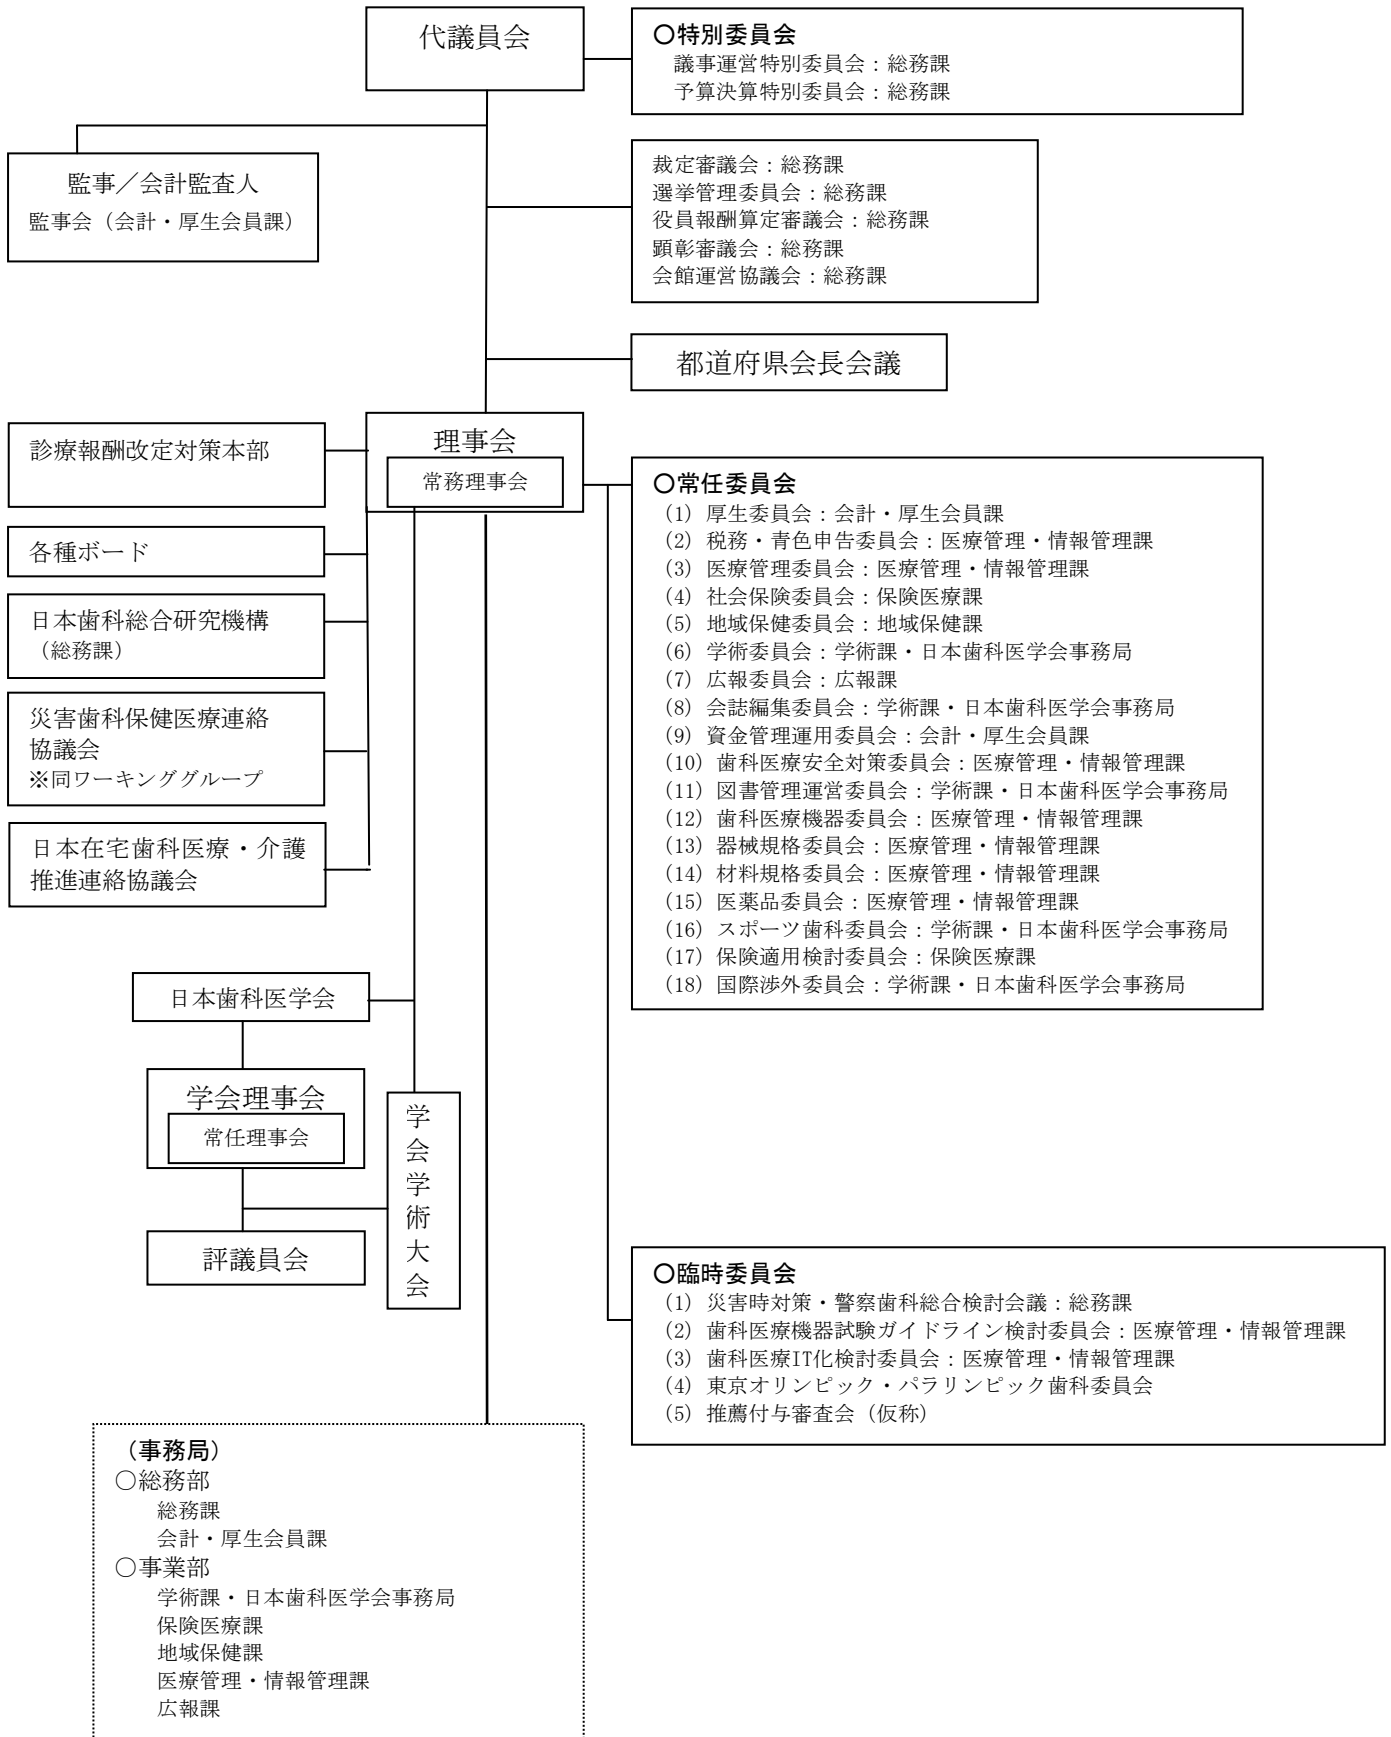 代議員会
〇特別委員会
議事運営特別委員会：総務課
予算決算特別委員会：総務課
監事／会計監査人
監事会（会計・厚生会員課）
裁定審議会：総務課
選挙管理委員会：総務課
役員報酬算定審議会：総務課
顕彰審議会：総務課
会館運営協議会：総務課
都道府県会長会議
理事会
常務理事会
診療報酬改定対策本部
各種ボード
日本歯科総合研究機構
（総務課）
災害歯科保健医療連絡
協議会
※同ワーキンググループ
日本在宅歯科医療・介護
推進連絡協議会
〇常任委員会
(1) 厚生委員会：会計・厚生会員課
(2) 税務・青色申告委員会：医療管理・情報管理課
(3) 医療管理委員会：医療管理・情報管理課
(4) 社会保険委員会：保険医療課
(5) 地域保健委員会：地域保健課
(6) 学術委員会：学術課・日本歯科医学会事務局
(7) 広報委員会：広報課
(8) 会誌編集委員会：学術課・日本歯科医学会事務局
(9) 資金管理運用委員会：会計・厚生会員課
(10) 歯科医療安全対策委員会：医療管理・情報管理課
(11) 図書管理運営委員会：学術課・日本歯科医学会事務局
(12) 歯科医療機器委員会：医療管理・情報管理課
(13) 器械規格委員会：医療管理・情報管理課
(14) 材料規格委員会：医療管理・情報管理課
(15) 医薬品委員会：医療管理・情報管理課
(16) スポーツ歯科委員会：学術課・日本歯科医学会事務局
(17) 保険適用検討委員会：保険医療課
(18) 国際渉外委員会：学術課・日本歯科医学会事務局
日本歯科医学会
学会理事会
常任理事会
評議員会
学会学術大会
〇臨時委員会
(1) 災害時対策・警察歯科総合検討会議：総務課
(2) 歯科医療機器試験ガイドライン検討委員会：医療管理・情報管理課
(3) 歯科医療IT化検討委員会：医療管理・情報管理課
(4) 東京オリンピック・パラリンピック歯科委員会
(5) 推薦付与審査会（仮称）
（事務局）
○総務部
総務課
会計・厚生会員課
○事業部
学術課・日本歯科医学会事務局
保険医療課
地域保健課
医療管理・情報管理課
広報課